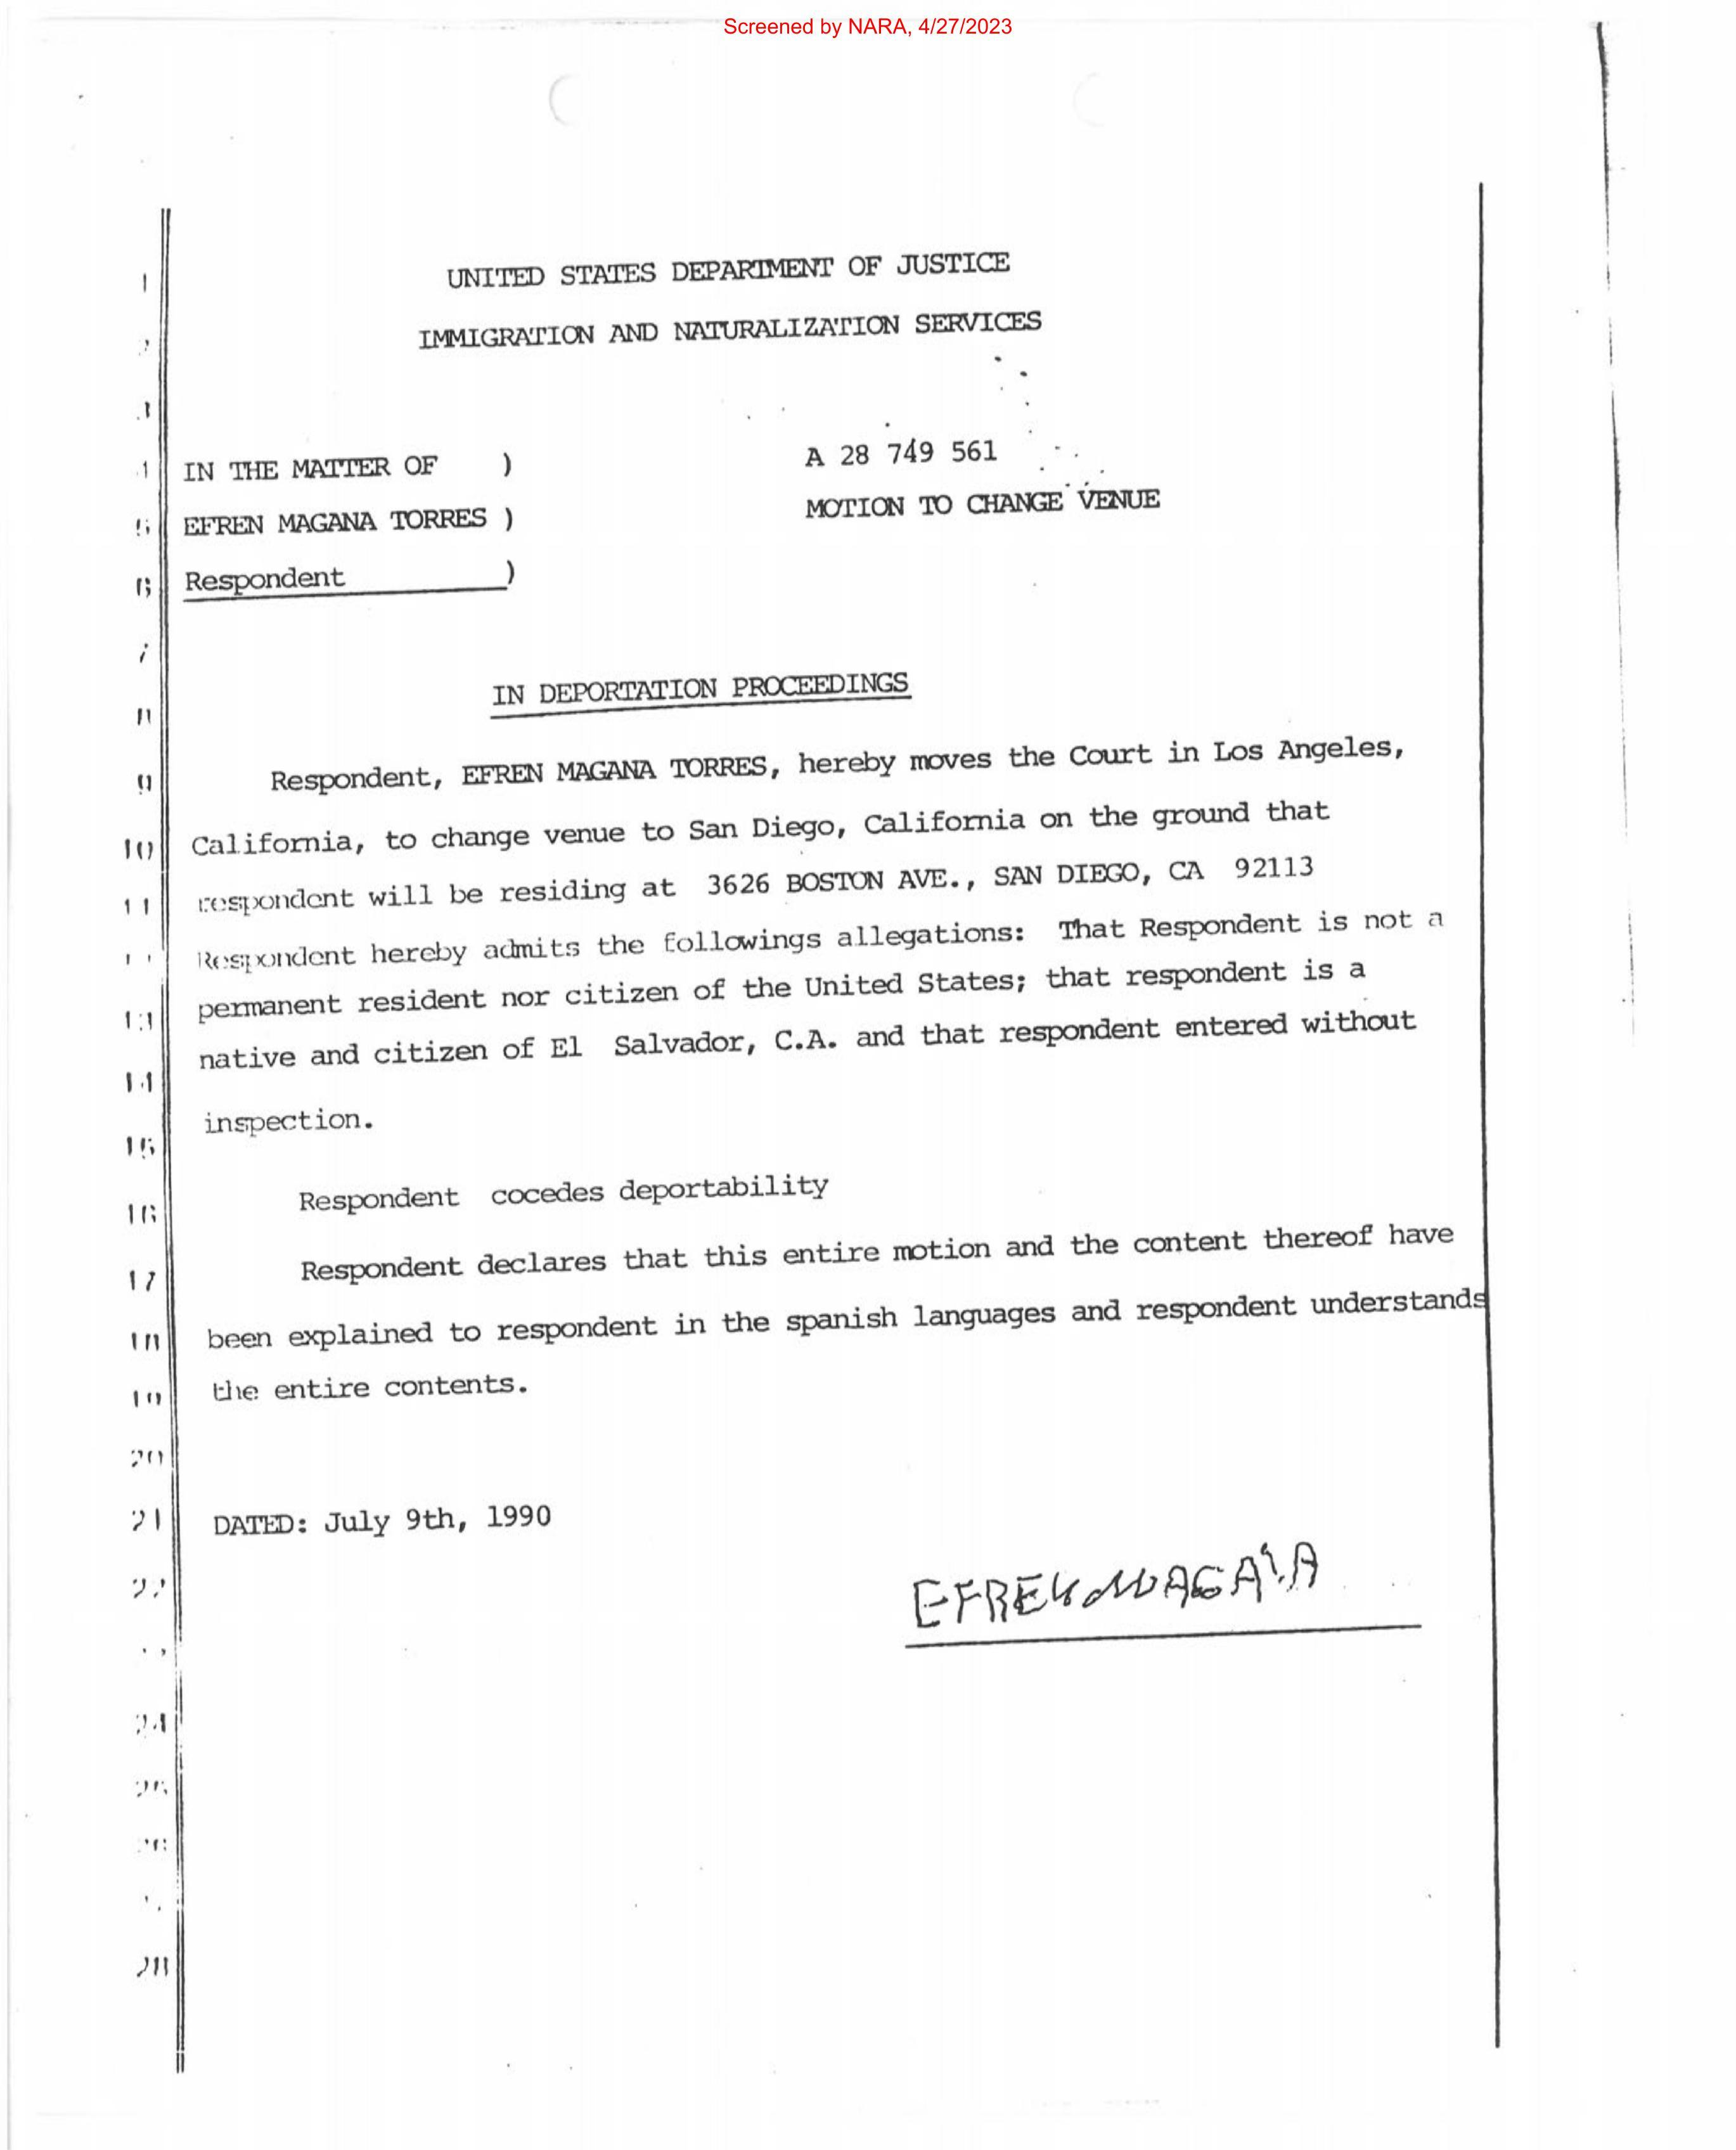 Screened by NARA, 4/27/2023
1 UNITED STATES DEPARTMENT OF JUSTICE
2 IMMIGRATION AND NATURALIZATION SERVICES
3
4 IN THE MATTER OF ) A 28 749 561
5 EFREN MAGANA TORRES ) MOTION TO CHANGE VENUE
6 Respondent )
7
8 IN DEPORTATION PROCEEDINGS
9 Respondent, EFREN MAGANA TORRES, hereby moves the Court in Los Angeles,
10 California, to change venue to San Diego, California on the ground that
11 respondent will be residing at 3626 BOSTON AVE., SAN DIEGO, CA 92113
Respondent hereby admits the followings allegations: That Respondent is not a
13 permanent resident nor citizen of the United States; that respondent is a
14 native and citizen of El Salvador, C.A. and that respondent entered without
15 inspection.
16 Respondent cocedes deportability
17 Respondent declares that this entire motion and the content thereof have
18 been explained to respondent in the spanish languages and respondent understands
19 the entire contents.
20
21 DATED: July 9th, 1990
22 EFREN MAGAÑA
24
25
26
28